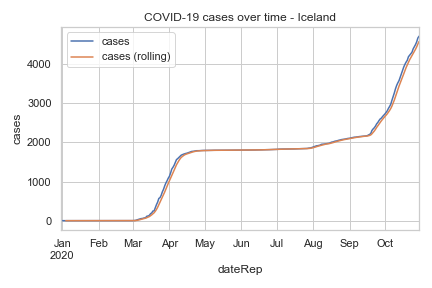 COVID-19 cases over time - Iceland
cases
cases (rolling)
cases
4000
3000
2000
1000
0
Jan Feb Mar Apr May Jun Jul Aug Sep Oct
2020
dateRep